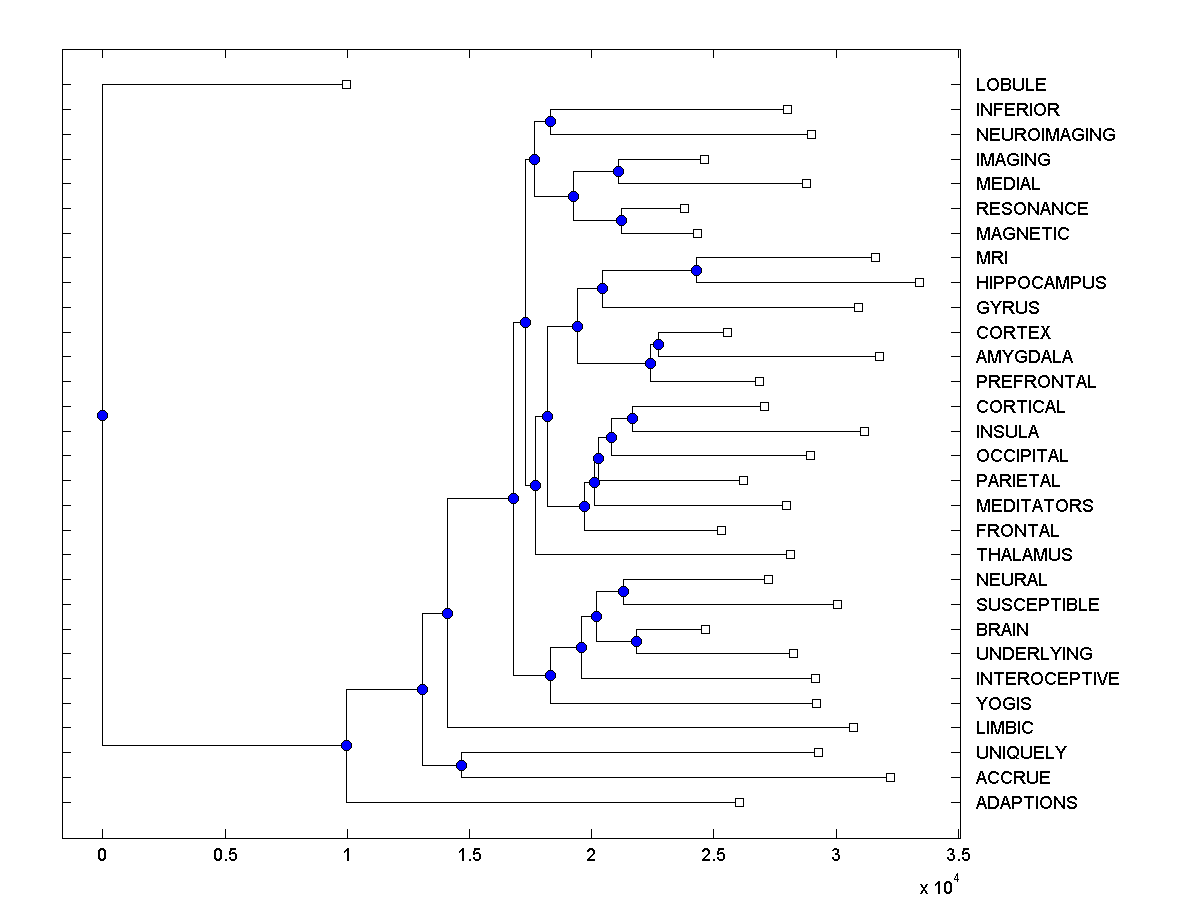 LOBULE
INFERIOR
NEUROIMAGING
IMAGING
MEDIAL
RESONANCE
MAGNETIC
MRI
HIPPOCAMPUS
GYRUS
CORTEX
AMYGDALA
PREFRONTAL
CORTICAL
INSULA
OCCIPITAL
PARIETAL
MEDITATORS
FRONTAL
THALAMUS
NEURAL
SUSCEPTIBLE
BRAIN
UNDERLYING
INTEROCEPTIVE
YOGIS
LIMBIC
UNIQUELY
ACCRUE
ADAPTIONS
0 0.5 1 1.5 2 2.5 3 3.5
x 10^4